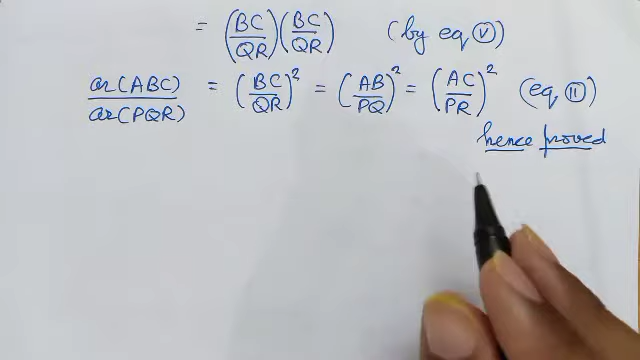 = (BC/QR)(BC/QR) (by eq Ⓥ)
ar(ABC)/ar(PQR) = (BC/QR)² = (AB/PQ)² = (AC/PR)² (eq Ⓘⓘ)
hence proved